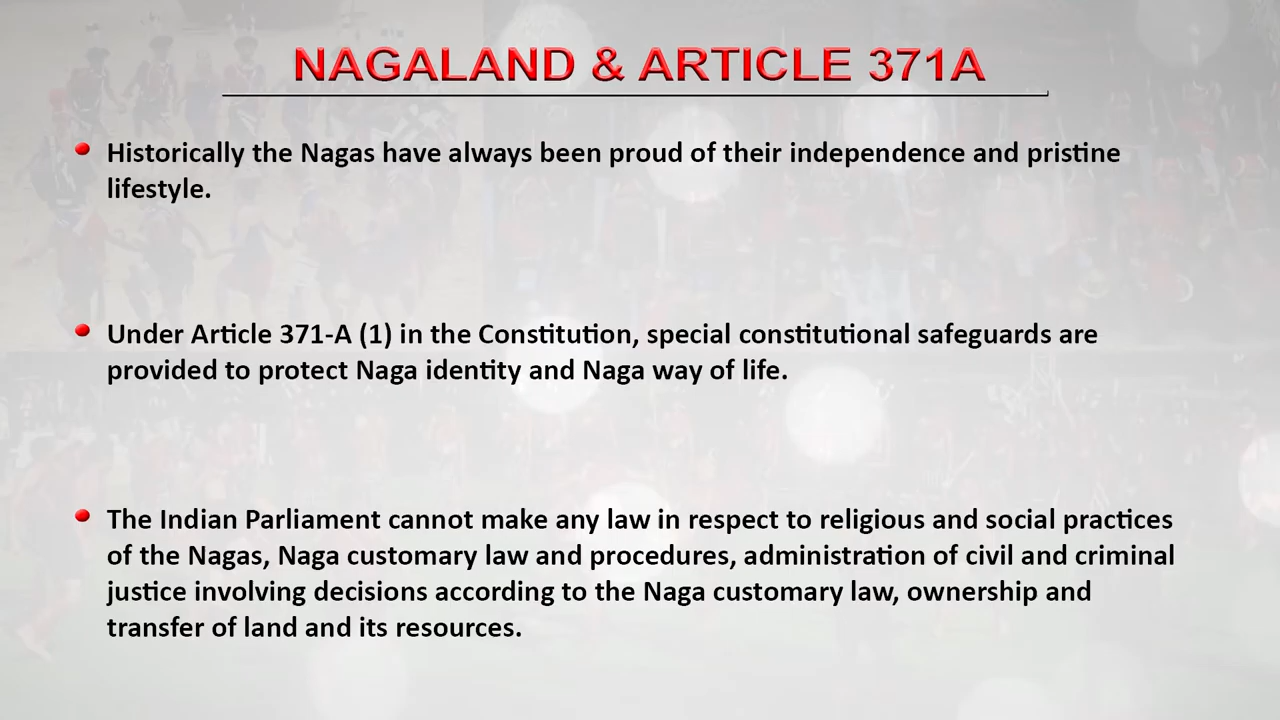 NAGALAND & ARTICLE 371A
Historically the Nagas have always been proud of their independence and pristine
lifestyle.
Under Article 371-A (1) in the Constitution, special constitutional safeguards are
provided to protect Naga identity and Naga way of life.
The Indian Parliament cannot make any law in respect to religious and social practices
of the Nagas, Naga customary law and procedures, administration of civil and criminal
justice involving decisions according to the Naga customary law, ownership and
transfer of land and its resources.